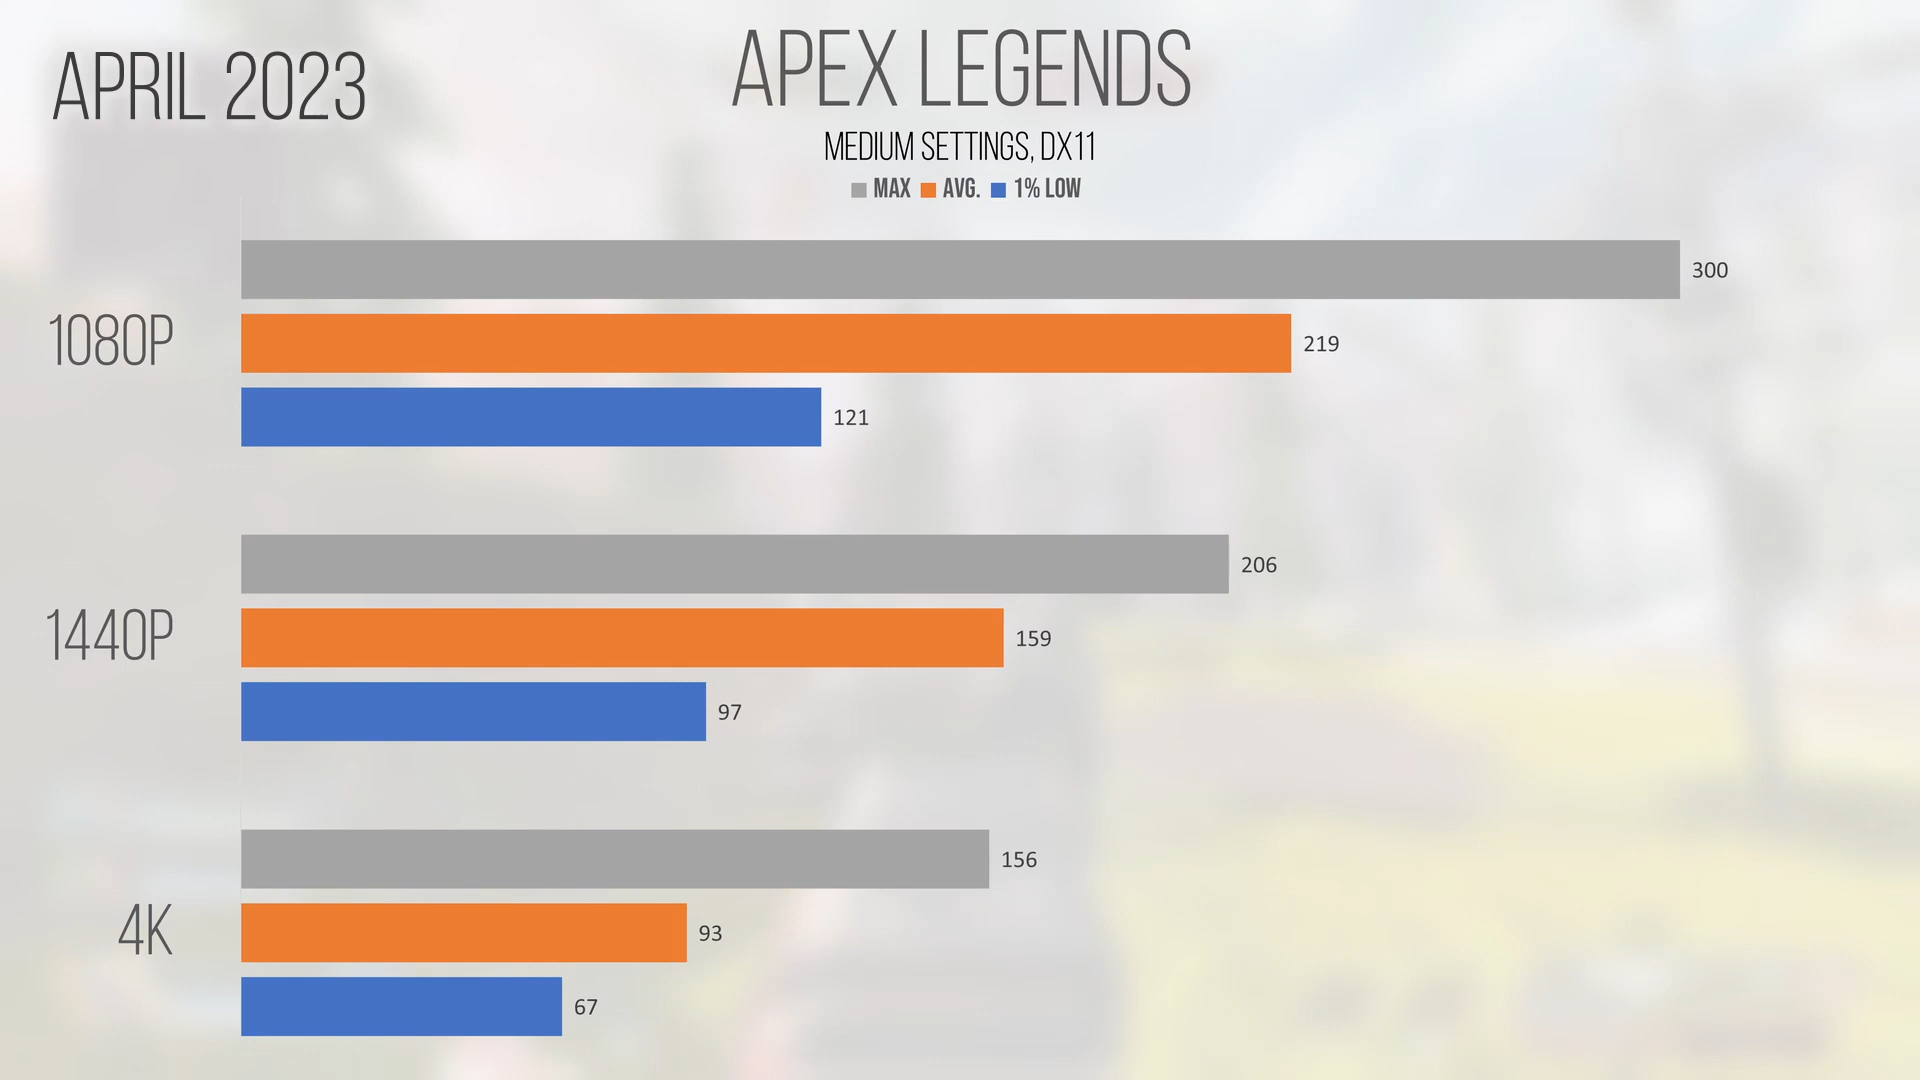 APRIL 2023
APEX LEGENDS
MEDIUM SETTINGS, DX11
MAX AVG. 1% LOW
300
1080P
219
121
206
1440P
159
97
156
4K
93
67